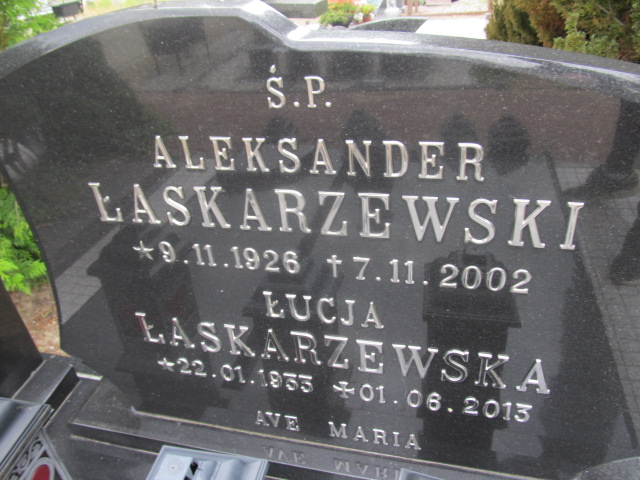 Ś.P.
ALEKSANDER
ŁASKARZEWSKI
★ 9.11.1926 † 7.11.2002
ŁUCJA
ŁASKARZEWSKA
★ 22.01.1933 ✢ 01.06.2013
AVE MARIA